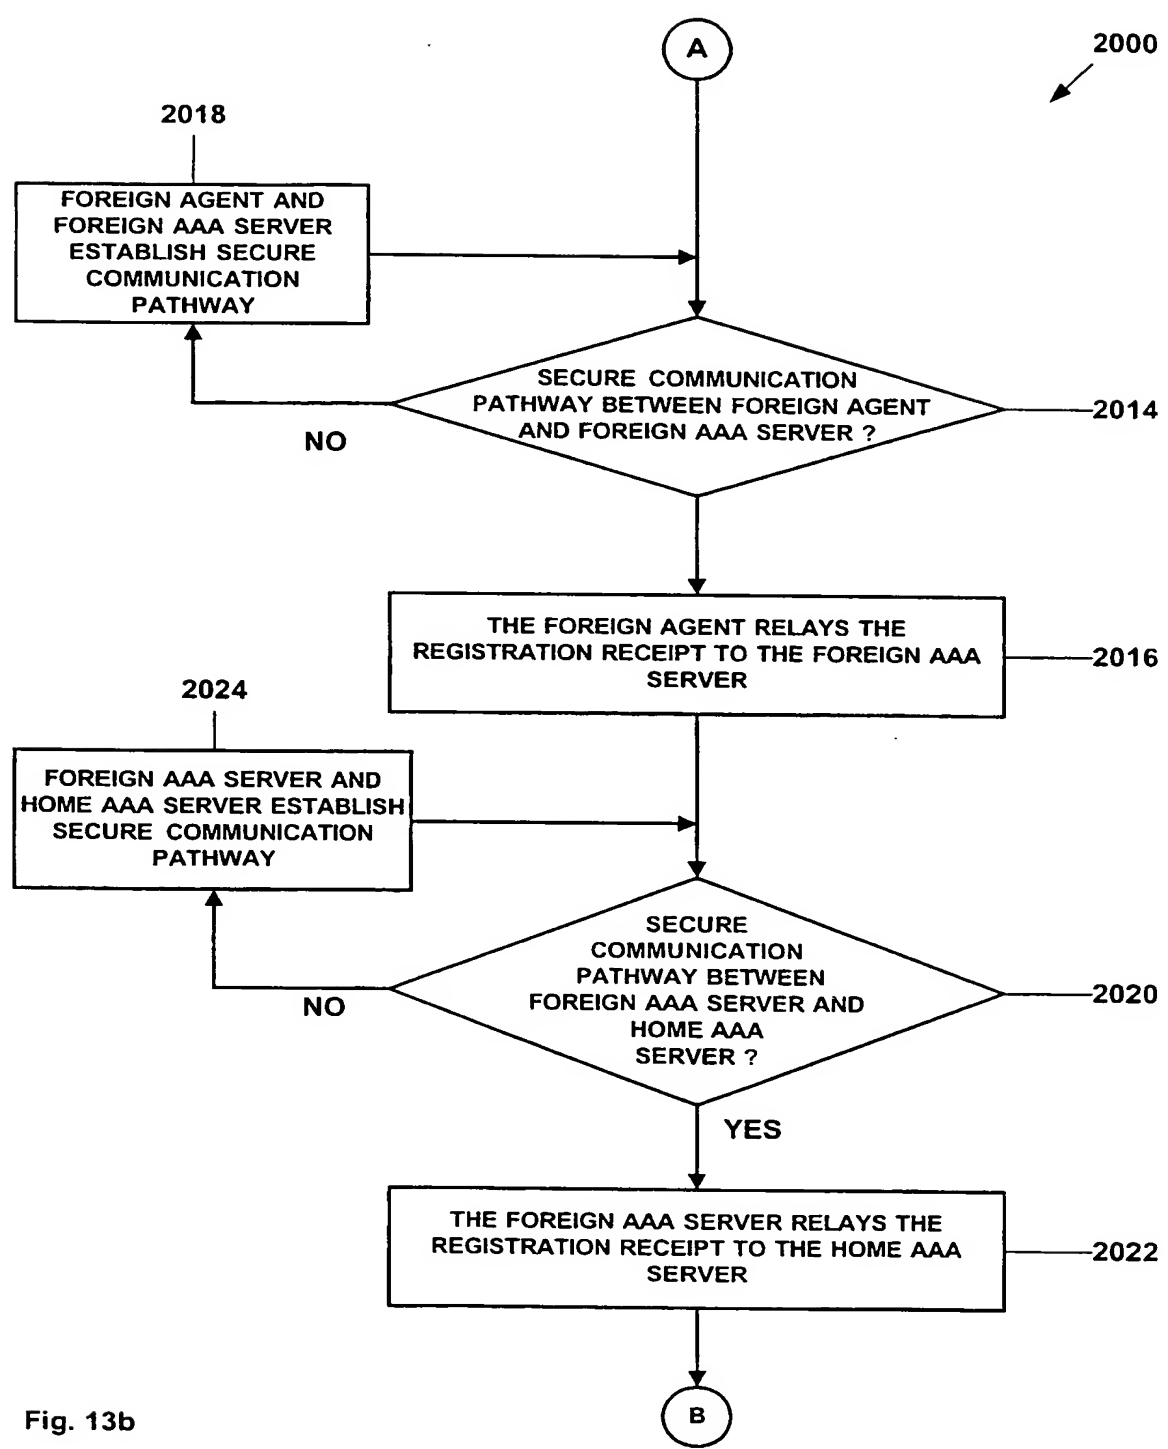 A
2000
2018
FOREIGN AGENT AND
FOREIGN AAA SERVER
ESTABLISH SECURE
COMMUNICATION
PATHWAY
SECURE COMMUNICATION
PATHWAY BETWEEN FOREIGN AGENT
AND FOREIGN AAA SERVER ?
2014
NO
THE FOREIGN AGENT RELAYS THE
REGISTRATION RECEIPT TO THE FOREIGN AAA
SERVER
2016
2024
FOREIGN AAA SERVER AND
HOME AAA SERVER ESTABLISH
SECURE COMMUNICATION
PATHWAY
SECURE
COMMUNICATION
PATHWAY BETWEEN
FOREIGN AAA SERVER AND
HOME AAA
SERVER ?
2020
NO
YES
THE FOREIGN AAA SERVER RELAYS THE
REGISTRATION RECEIPT TO THE HOME AAA
SERVER
2022
B
Fig. 13b